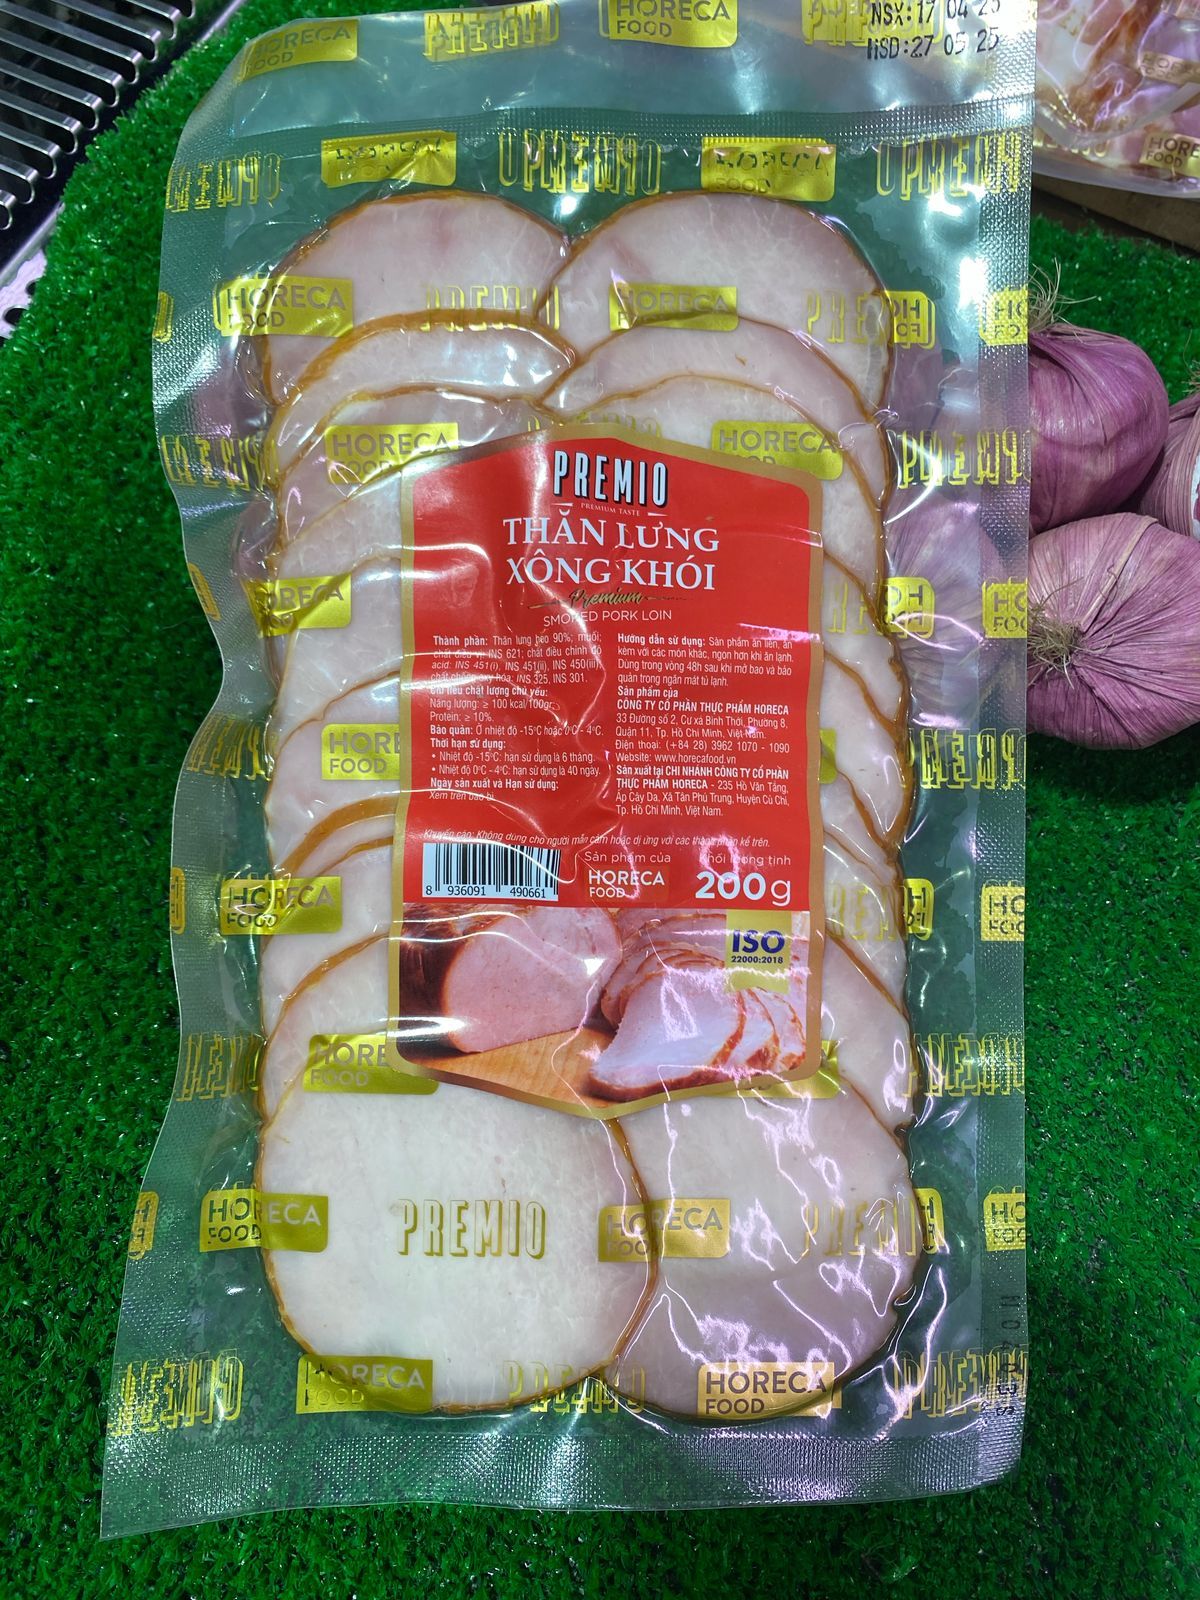 NSX:17 04 25
HSD:27 05 25
PREMIO
PREMIUM TASTE
THĂN LƯNG
XÔNG KHÓI
Premium
SMOKED PORK LOIN
Thành phần: Thăn lưng heo 90%; muối;
chất điều vị: INS 621; chất điều chỉnh độ
acid: INS 451(i), INS 451(ii), INS 450(iii);
chất chống oxy hóa: INS 325, INS 301.
Chỉ tiêu chất lượng chủ yếu:
Năng lượng: ≥ 100 kcal/100gr;
Protein: ≥ 10%.
Bảo quản: Ở nhiệt độ -15°C hoặc 0°C - 4°C.
Thời hạn sử dụng:
• Nhiệt độ -15°C: hạn sử dụng là 6 tháng.
• Nhiệt độ 0°C - 4°C: hạn sử dụng là 40 ngày.
Ngày sản xuất và Hạn sử dụng:
Xem trên bao bì.
Hướng dẫn sử dụng: Sản phẩm ăn liền, ăn
kèm với các món khác, ngon hơn khi ăn lạnh.
Dùng trong vòng 48h sau khi mở bao và bảo
quản trong ngăn mát tủ lạnh.
Sản phẩm của
CÔNG TY CỔ PHẦN THỰC PHẨM HORECA
33 Đường số 2, Cư xá Bình Thới, Phường 8,
Quận 11, Tp. Hồ Chí Minh, Việt Nam.
Điện thoại: (+84 28) 3962 1070 - 1090
Website: www.horecafood.vn
Sản xuất tại CHI NHÁNH CÔNG TY CỔ PHẦN
THỰC PHẨM HORECA - 235 Hồ Văn Tắng,
Ấp Cây Da, Xã Tân Phú Trung, Huyện Củ Chi,
Tp. Hồ Chí Minh, Việt Nam.
Khuyến cáo: Không dùng cho người mẫn cảm hoặc dị ứng với các thành phần kể trên.
8 936091 490661
Sản phẩm của
HORECA
FOOD
Khối lượng tịnh
200g
ISO
22000:2018
HORECA
FOOD
PREMIO
HORECA
FOOD
HORECA
FOOD
HORECA
FOOD